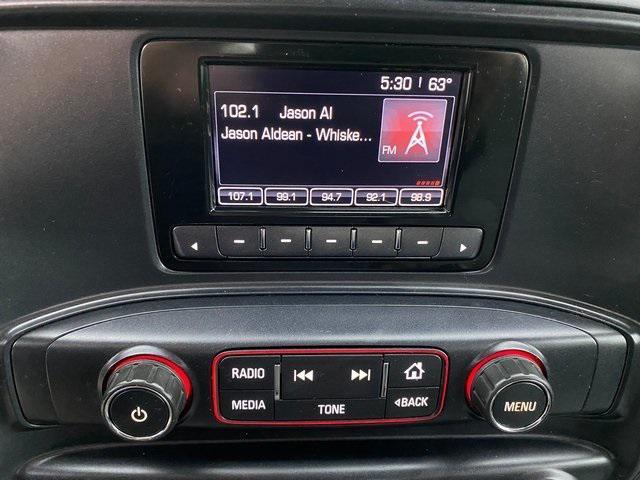 5:30 | 63°
102.1 Jason Al
Jason Aldean - Whiske...
FM
107.1 99.1 94.7 92.1 98.9
RADIO
MEDIA
TONE
◂BACK
MENU